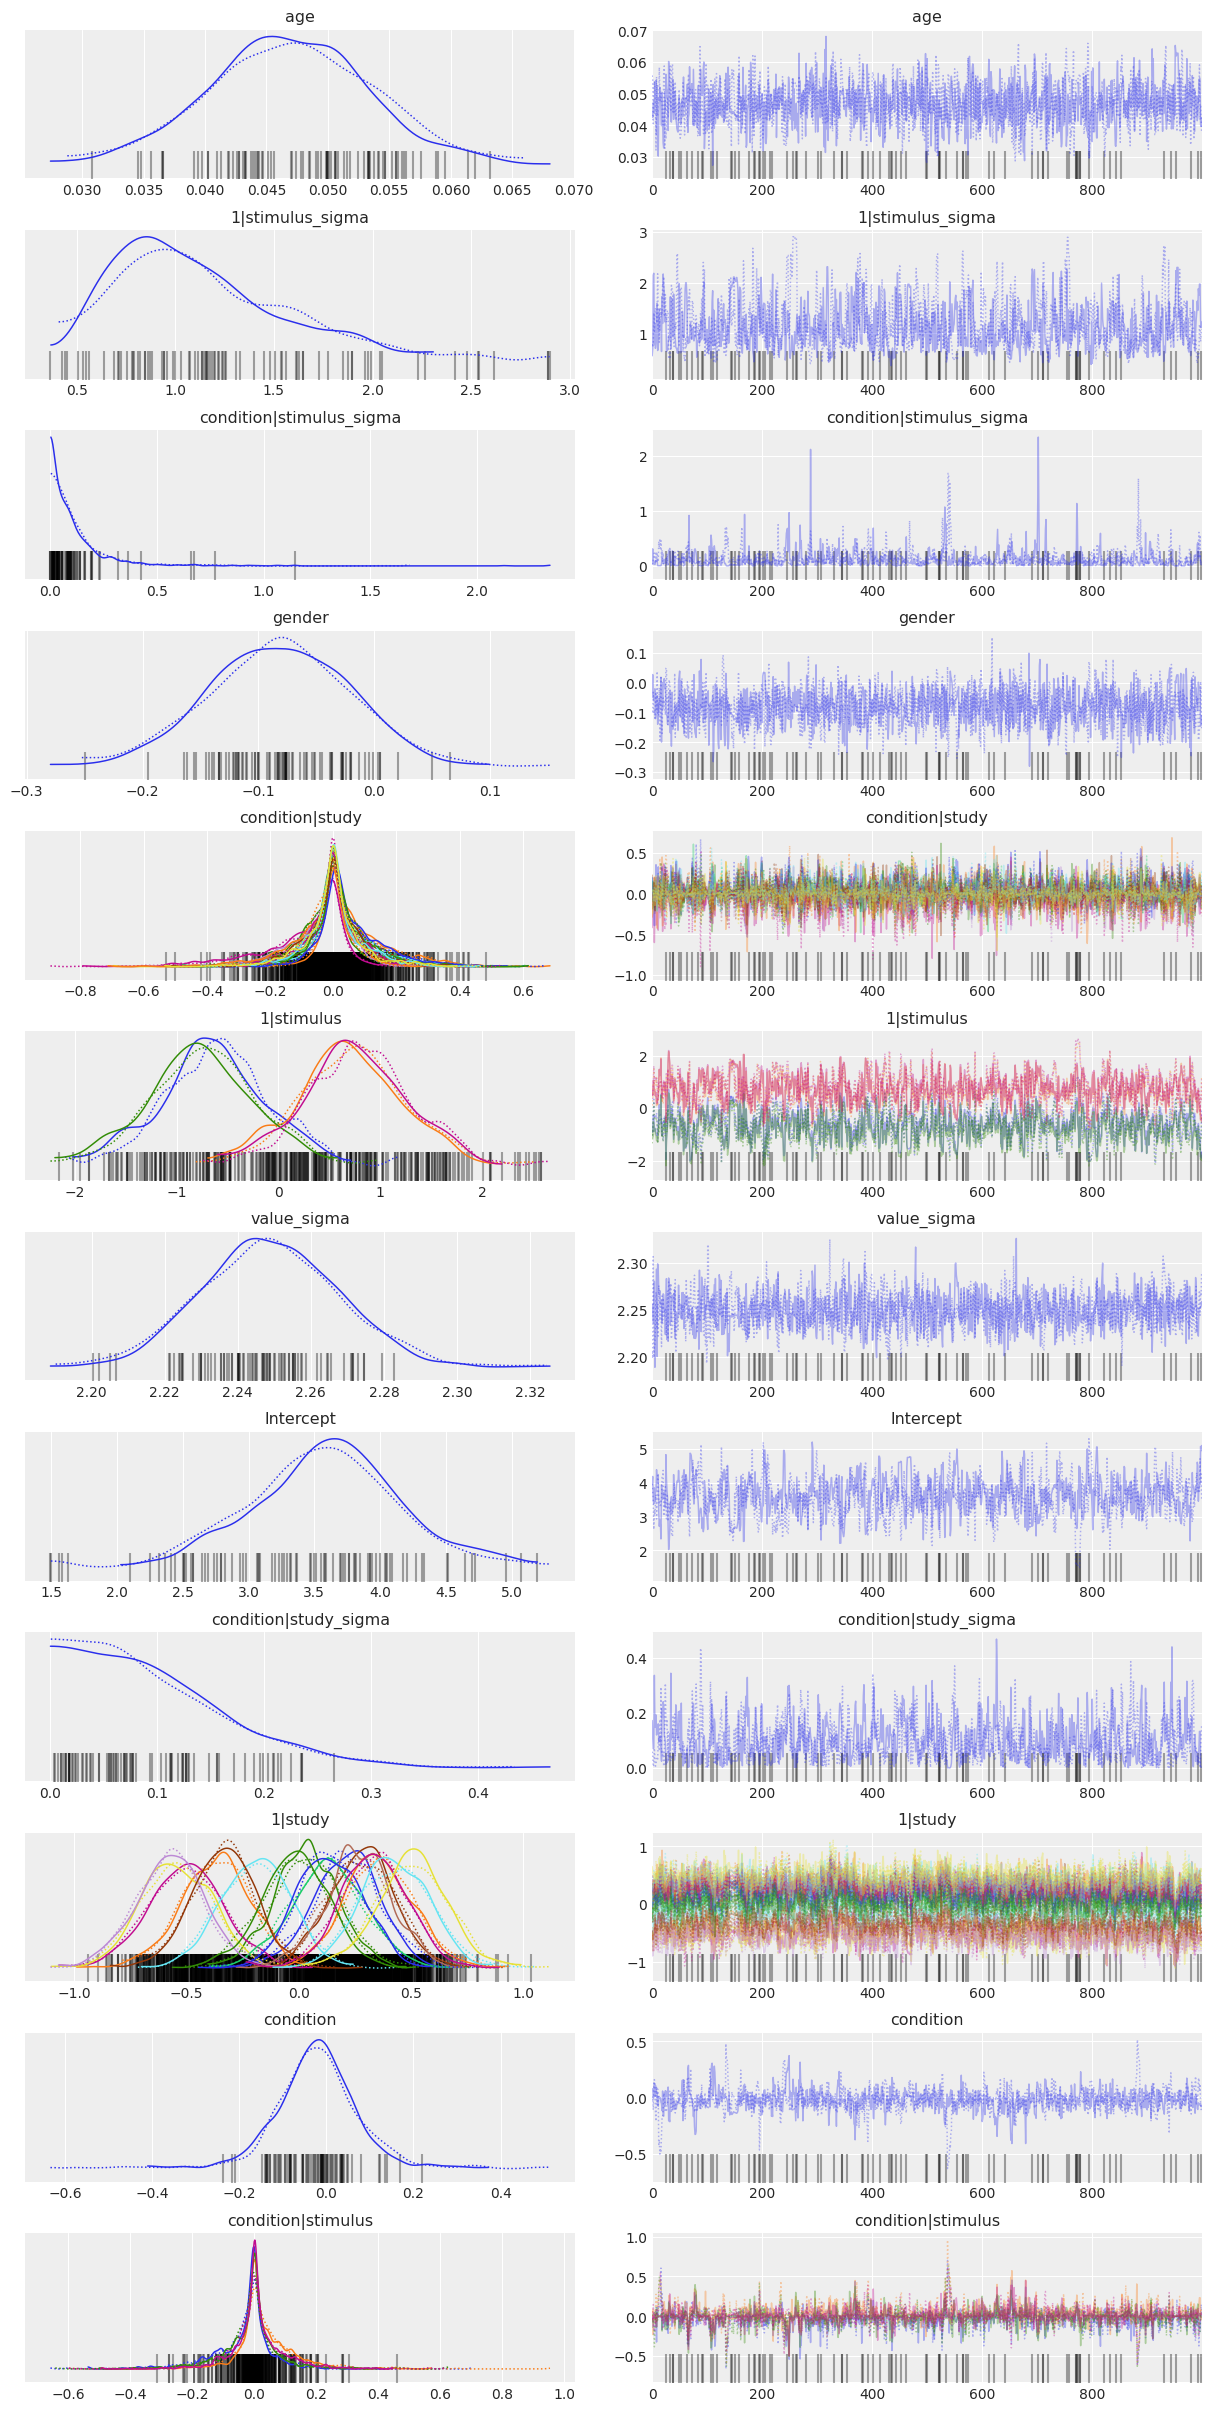 age age
0.07
0.06
0.05
0.04
0.03
0.030 0.035 0.040 0.045 0.050 0.055 0.060 0.065 0.070 0 200 400 600 800
1|stimulus_sigma 1|stimulus_sigma
3
2
1
0.5 1.0 1.5 2.0 2.5 3.0 0 200 400 600 800
condition|stimulus_sigma condition|stimulus_sigma
2
1
0
0.0 0.5 1.0 1.5 2.0 0 200 400 600 800
gender gender
0.1
0.0
−0.1
−0.2
−0.3
−0.3 −0.2 −0.1 0.0 0.1 0 200 400 600 800
condition|study condition|study
0.5
0.0
−0.5
−1.0
−0.8 −0.6 −0.4 −0.2 0.0 0.2 0.4 0.6 0 200 400 600 800
1|stimulus 1|stimulus
2
0
−2
−2 −1 0 1 2 0 200 400 600 800
value_sigma value_sigma
2.30
2.25
2.20
2.20 2.22 2.24 2.26 2.28 2.30 2.32 0 200 400 600 800
Intercept Intercept
5
4
3
2
1.5 2.0 2.5 3.0 3.5 4.0 4.5 5.0 0 200 400 600 800
condition|study_sigma condition|study_sigma
0.4
0.2
0.0
0.0 0.1 0.2 0.3 0.4 0 200 400 600 800
1|study 1|study
1
0
−1
−1.0 −0.5 0.0 0.5 1.0 0 200 400 600 800
condition condition
0.5
0.0
−0.5
−0.6 −0.4 −0.2 0.0 0.2 0.4 0 200 400 600 800
condition|stimulus condition|stimulus
1.0
0.5
0.0
−0.5
−0.6 −0.4 −0.2 0.0 0.2 0.4 0.6 0.8 1.0 0 200 400 600 800